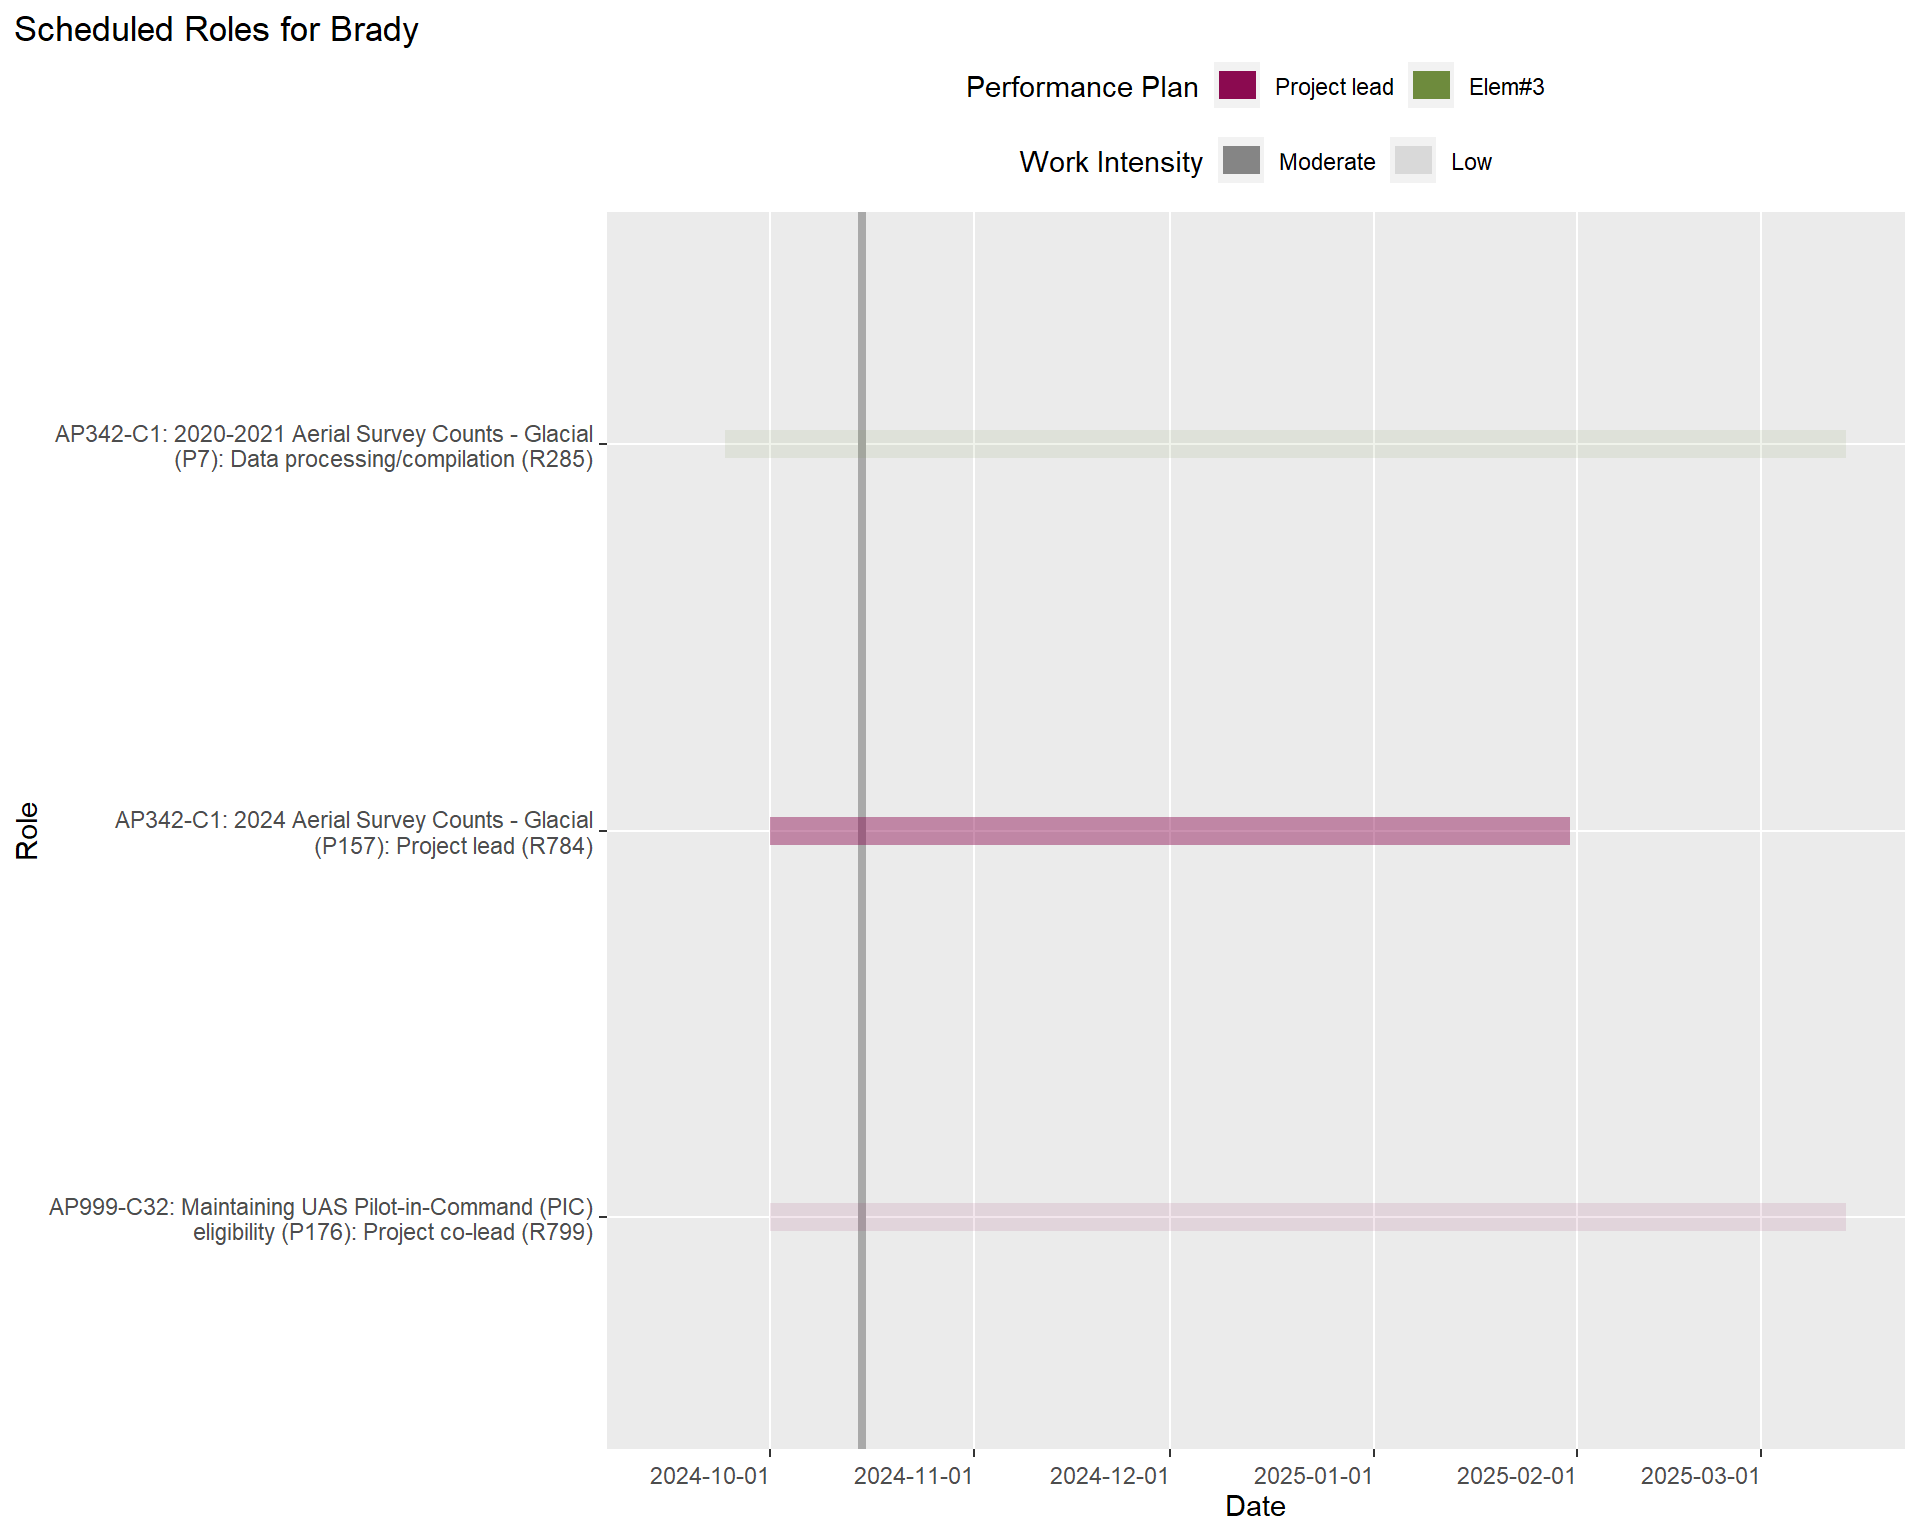 Scheduled Roles for Brady
Performance Plan Project lead Elem#3
Work Intensity Moderate Low
AP342-C1: 2020-2021 Aerial Survey Counts - Glacial
(P7): Data processing/compilation (R285)
AP342-C1: 2024 Aerial Survey Counts - Glacial
(P157): Project lead (R784)
AP999-C32: Maintaining UAS Pilot-in-Command (PIC)
eligibility (P176): Project co-lead (R799)
Role
2024-10-01 2024-11-01 2024-12-01 2025-01-01 2025-02-01 2025-03-01
Date